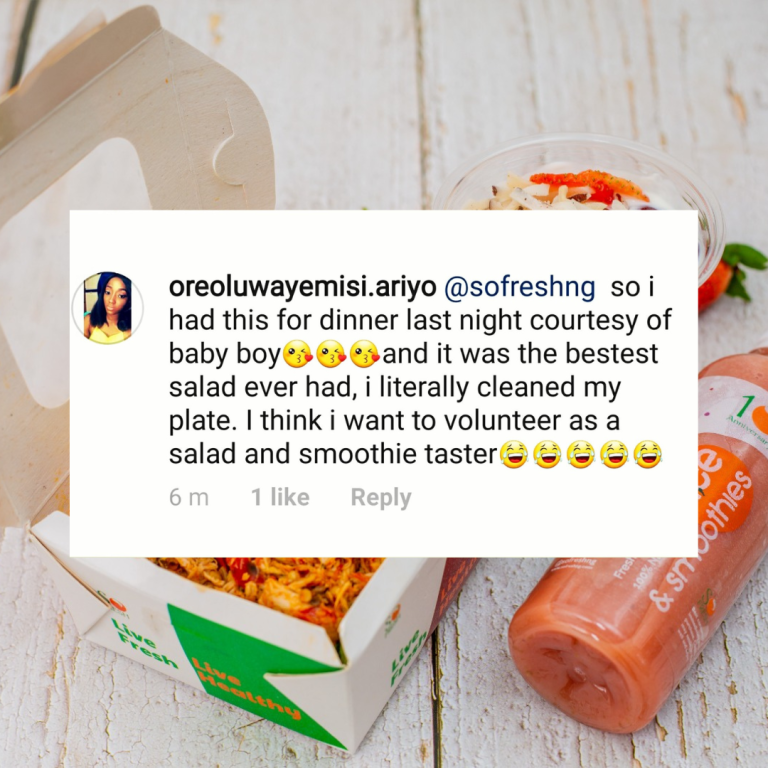 oreoluwayemisi.ariyo @sofreshng so i
had this for dinner last night courtesy of
baby boy😘😘😘and it was the bestest
salad ever had, i literally cleaned my
plate. I think i want to volunteer as a
salad and smoothie taster😂😂😂😂😂
6 m 1 like Reply
Live
Fresh
Live
Healthy
Live
& smoothies